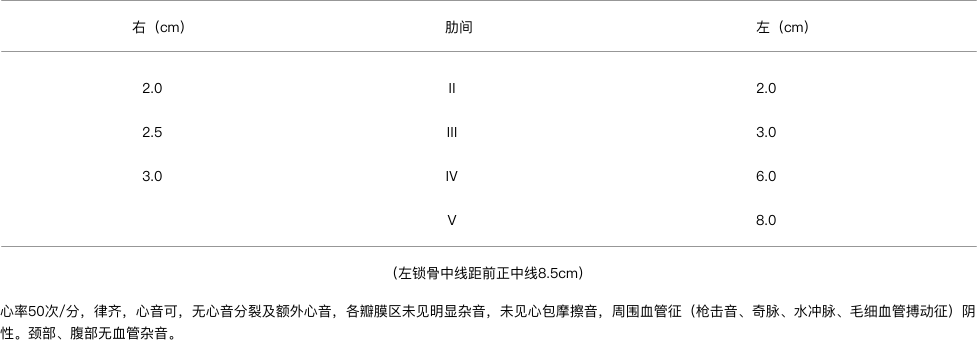 右（cm） 肋间 左（cm）
2.0 II 2.0
2.5 III 3.0
3.0 IV 6.0
V 8.0
（左锁骨中线距前正中线8.5cm）
心率50次/分，律齐，心音可，无心音分裂及额外心音，各瓣膜区未见明显杂音，未见心包摩擦音，周围血管征（枪击音、奇脉、水冲脉、毛细血管搏动征）阴
性。颈部、腹部无血管杂音。